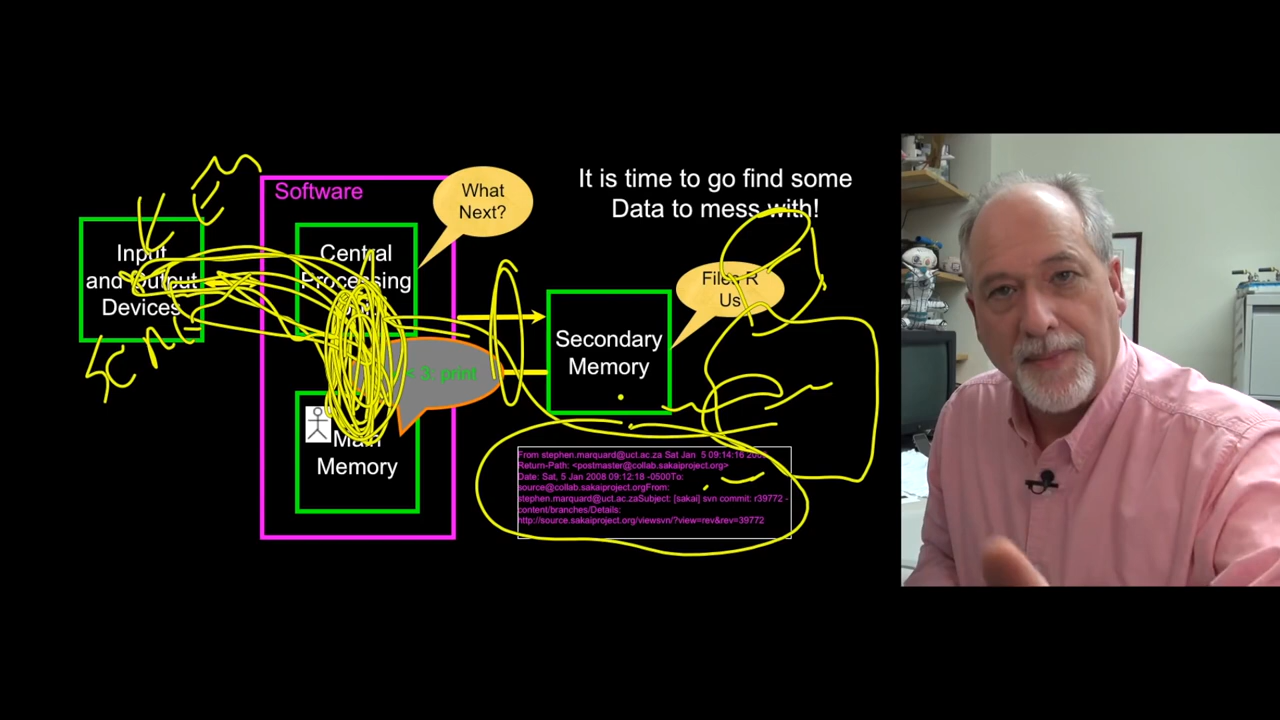 It is time to go find some
Data to mess with!
Software
What
Next?
Input
and Output
Devices
Central
Processing
Files R
Us
Secondary
Memory
< 3: print
Main
Memory
From stephen.marquard@uct.ac.za Sat Jan  5 09:14:16
Return-Path: <postmaster@collab.sakaiproject.org>
Date: Sat, 5 Jan 2008 09:12:18 -0500To:
source@collab.sakaiproject.orgFrom:
stephen.marquard@uct.ac.zaSubject: [sakai] svn commit: r39772 -
content/branches/Details:
http://source.sakaiproject.org/viewsvn/?view=rev&rev=39772